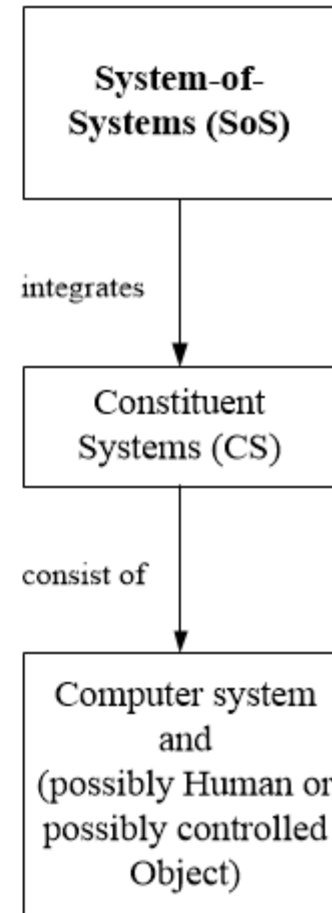 System-of-
Systems (SoS)
integrates
Constituent
Systems (CS)
consist of
Computer system
and
(possibly Human or
possibly controlled
Object)